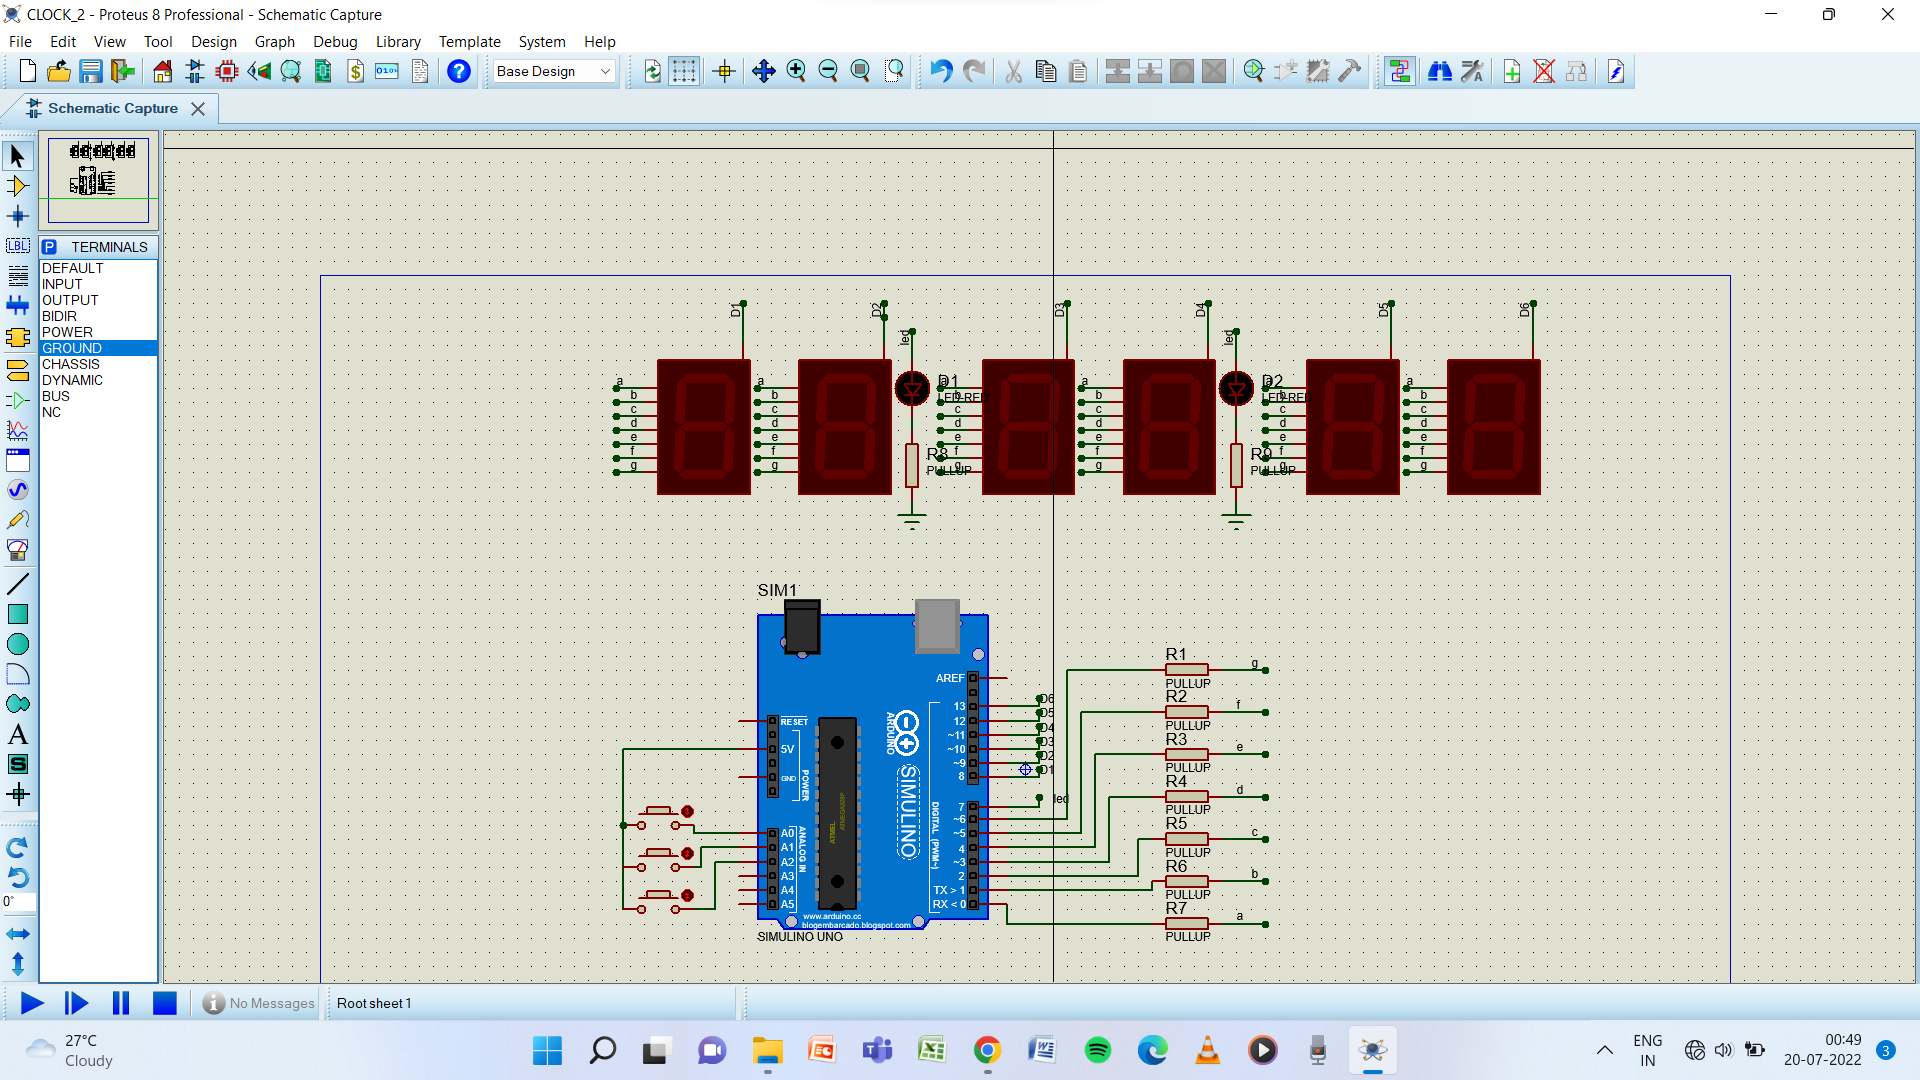 CLOCK_2 - Proteus 8 Professional - Schematic Capture
File Edit View Tool Design Graph Debug Library Template System Help
Base Design
Schematic Capture
P TERMINALS
DEFAULT
INPUT
OUTPUT
BIDIR
POWER
GROUND
CHASSIS
DYNAMIC
BUS
NC
LBL
A
S
0°
D1 D2 D3 D4 D5 D6
led led
D1 D2
LED-RED LED-RED
a a a a a a
b b b b b b
c c c c c c
d d d d d d
e e e e e e
f f f f f f
g g g g g g
R8 R9
PULLUP PULLUP
SIM1
AREF
13 D6
12 D5
~11 D4
~10 D3
~9 D2
8 D1
7 led
~6
~5
4
~3
2
TX > 1
RX < 0
RESET
5V
GND
POWER
A0
A1
A2
A3
A4
A5
ANALOG IN
ARDUINO
SIMULINO
DIGITAL (PWM~)
ATMEL
www.arduino.cc
blogembarcado.blogspot.com
SIMULINO UNO
R1 g
PULLUP
R2 f
PULLUP
R3 e
PULLUP
R4 d
PULLUP
R5 c
PULLUP
R6 b
PULLUP
R7 a
PULLUP
No Messages Root sheet 1
27°C
Cloudy
ENG
IN
00:49
20-07-2022
3